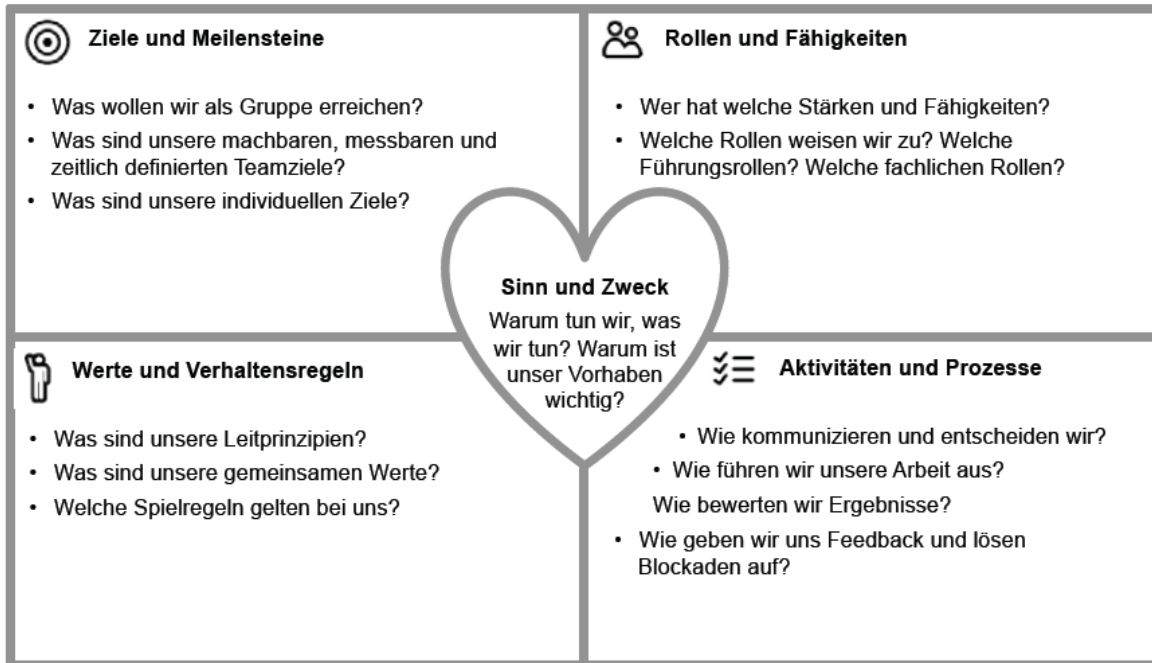 Ziele und Meilensteine
• Was wollen wir als Gruppe erreichen?
• Was sind unsere machbaren, messbaren und
zeitlich definierten Teamziele?
• Was sind unsere individuellen Ziele?
Rollen und Fähigkeiten
• Wer hat welche Stärken und Fähigkeiten?
• Welche Rollen weisen wir zu? Welche
Führungsrollen? Welche fachlichen Rollen?
Sinn und Zweck
Warum tun wir, was
wir tun? Warum ist
unser Vorhaben
wichtig?
Werte und Verhaltensregeln
• Was sind unsere Leitprinzipien?
• Was sind unsere gemeinsamen Werte?
• Welche Spielregeln gelten bei uns?
Aktivitäten und Prozesse
• Wie kommunizieren und entscheiden wir?
• Wie führen wir unsere Arbeit aus?
Wie bewerten wir Ergebnisse?
• Wie geben wir uns Feedback und lösen
Blockaden auf?